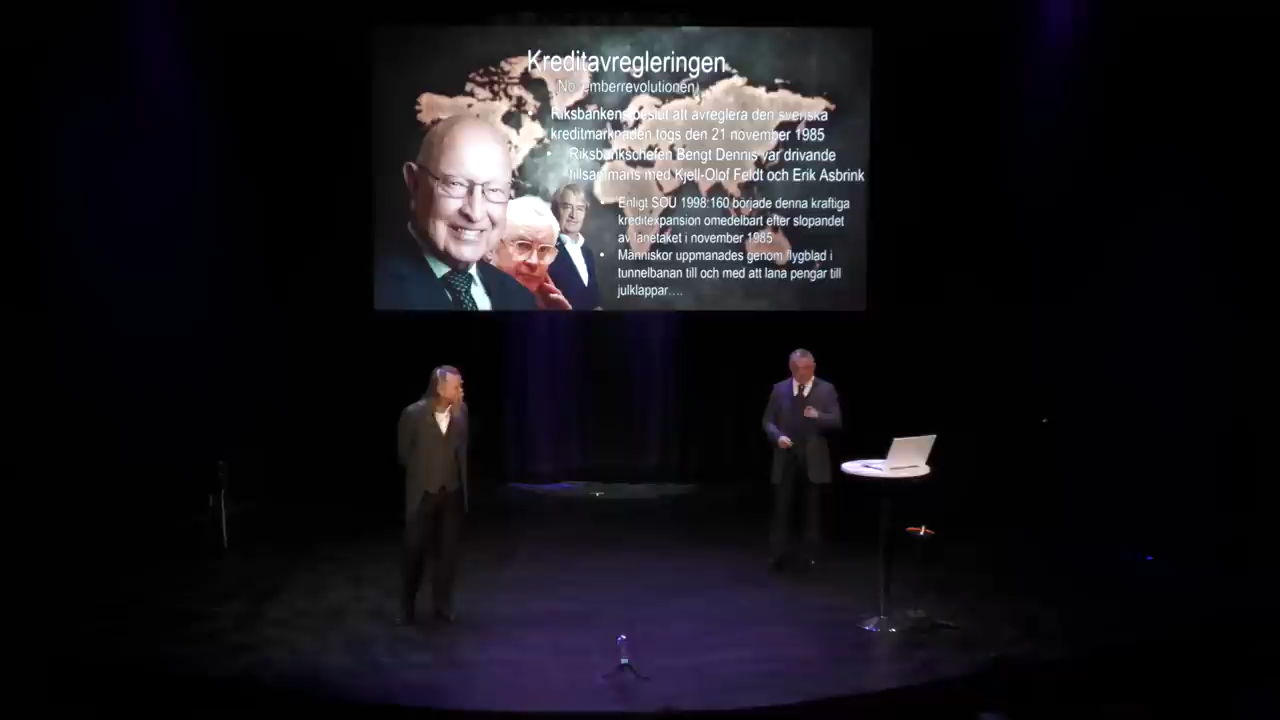 Kreditavregleringen
(Novemberrevolutionen)
Riksbankens beslut att avreglera den svenska
kreditmarknaden togs den 21 november 1985
• Riksbankschefen Bengt Dennis var drivande
tillsammans med Kjell-Olof Feldt och Erik Åsbrink
• Enligt SOU 1998:160 började denna kraftiga
kreditexpansion omedelbart efter slopandet
av lånetaket i november 1985
• Människor uppmanades genom flygblad i
tunnelbanan till och med att låna pengar till
julklappar....